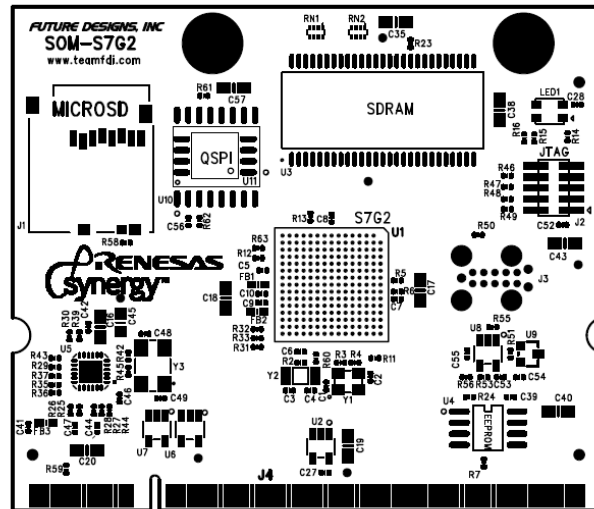 FUTURE DESIGNS, INC
SOM-S7G2
www.teamfdi.com
RN1
RN2
C35
R23
R61
C57
MICROSD
SDRAM
C38
LED1
C28
R16
R15
R14
JTAG
QSPI
U11
U10
U3
R46
R47
R48
R49
J1
C56
R62
R13
C8
S7G2
U1
C52
J2
R58
R50
C43
R63
R12
C5
FB1
C10
C9
FB2
C18
R5
R6
C7
C17
J3
RENESAS
synergy™
R30
R39
C42
C16
C45
C48
R32
R33
R31
C6
R2
R60
R3
R4
R11
R55
U8
R51
U9
C55
U5
R43
R29
R37
R35
R36
R42
R45
Y3
Y2
C3
C4
Y1
C2
R56
R53
C53
C54
C46
C49
R26
R25
C41
FB3
C47
C44
R28
R27
R44
U7
U6
U2
C19
U4
R24
C39
EEPROM
C40
C20
R59
C27
R7
J4